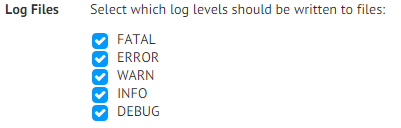 Log Files Select which log levels should be written to files:
FATAL
ERROR
WARN
INFO
DEBUG